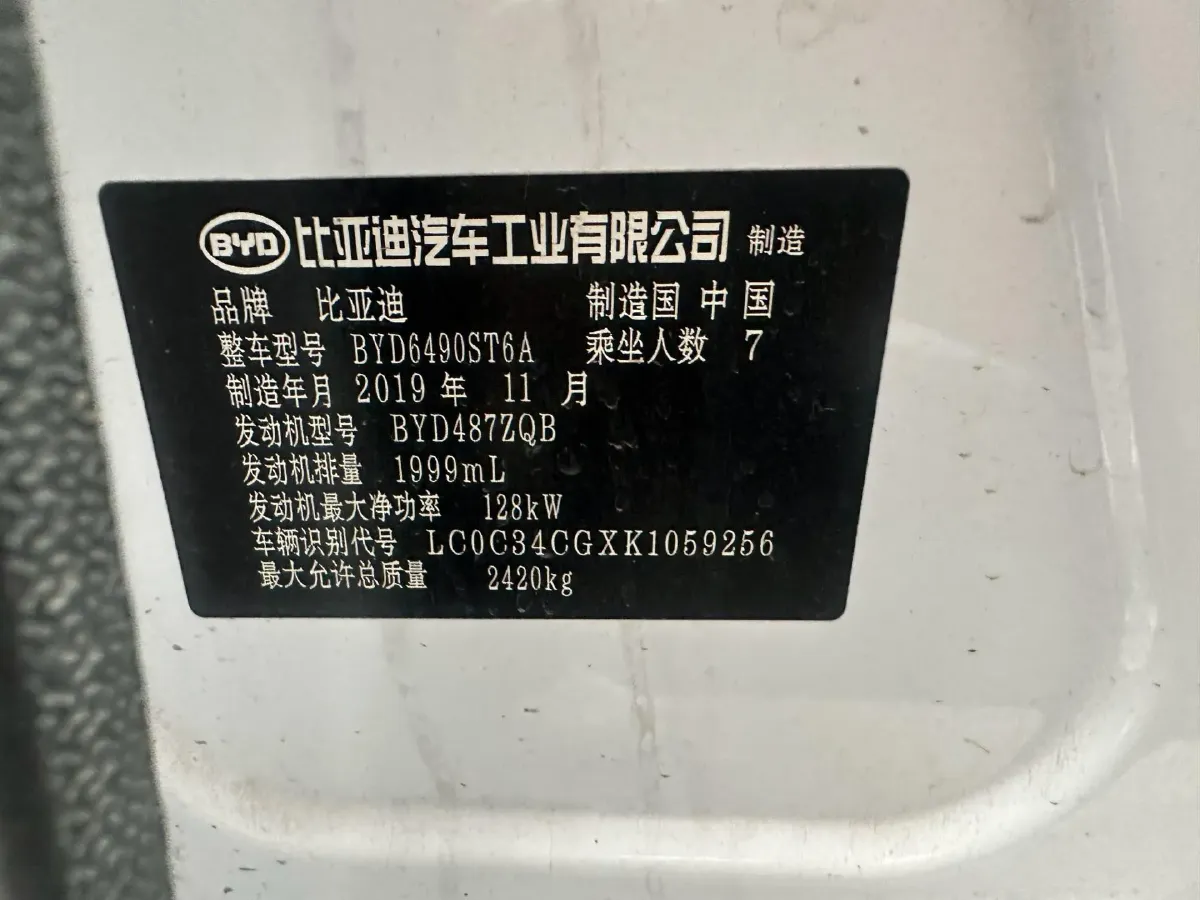 BYD 比亚迪汽车工业有限公司 制造
品牌 比亚迪 制造国 中国
整车型号 BYD6490ST6A 乘坐人数 7
制造年月 2019 年 11 月
发动机型号 BYD487ZQB
发动机排量 1999mL
发动机最大净功率 128kW
车辆识别代号 LC0C34CGXK1059256
最大允许总质量 2420kg